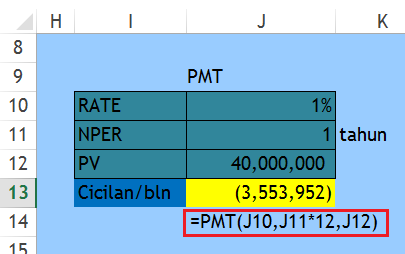 H I J K
8
9 PMT
10 RATE 1%
11 NPER 1 tahun
12 PV 40,000,000
13 Cicilan/bln (3,553,952)
14 =PMT(J10,J11*12,J12)
15